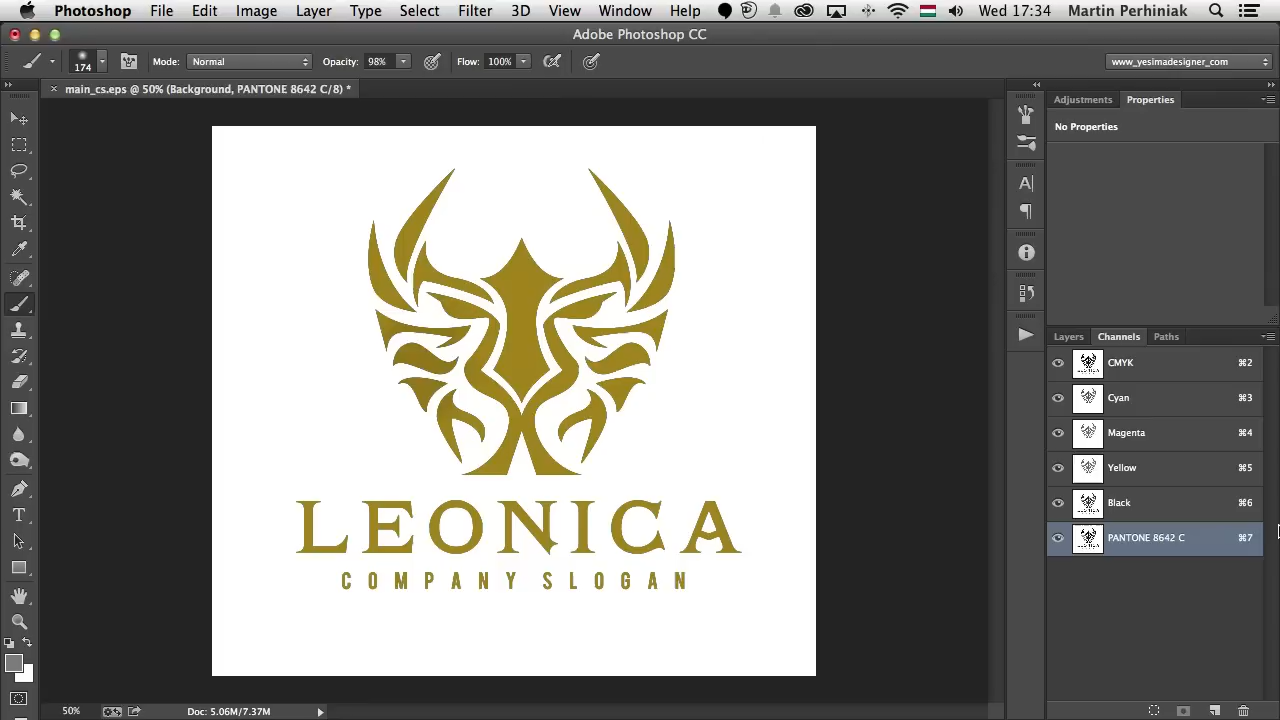 Photoshop File Edit Image Layer Type Select Filter 3D View Window Help Wed 17:34 Martin Perhiniak
Adobe Photoshop CC
174 Mode: Normal Opacity: 98% Flow: 100% www_yesimadesigner_com
main_cs.eps @ 50% (Background, PANTONE 8642 C/8) *
Adjustments Properties
No Properties
Layers Channels Paths
CMYK ⌘2
Cyan ⌘3
Magenta ⌘4
Yellow ⌘5
Black ⌘6
PANTONE 8642 C ⌘7
LEONICA
COMPANY SLOGAN
50% Doc: 5.06M/7.37M